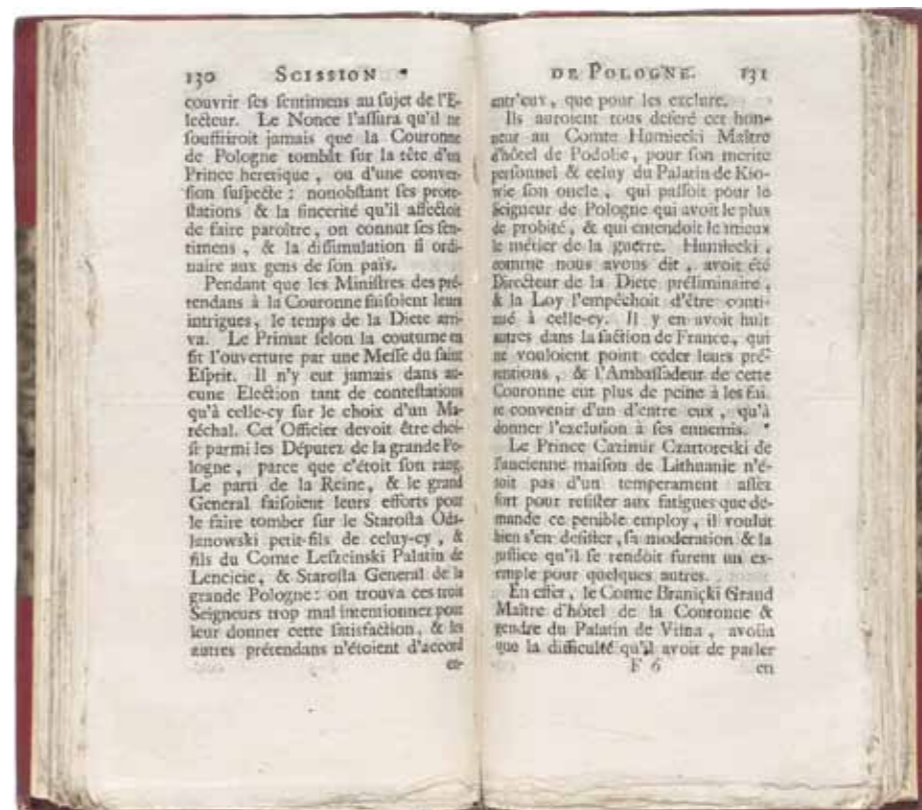 130 SCISSION
couvrir ses sentimens au sujet de l'E-
lecteur. Le Nonce l'assura qu'il ne
souffriroit jamais que la Couronne
de Pologne tombât sur la tête d'un
Prince heretique, ou d'une conver-
sion suspecte: nonobstant ses prote-
stations & la sincerité qu'il affectoit
de faire paroître, on connut ses sen-
timens, & la dissimulation si ordi-
naire aux gens de son païs.
Pendant que les Ministres des pré-
tendans à la Couronne faisoient leurs
intrigues, le temps de la Diete arri-
va. Le Primat selon la coutume en
fit l'ouverture par une Messe du saint
Esprit. Il n'y eut jamais dans au-
cune Election tant de contestations
qu'à celle-cy sur le choix d'un Ma-
réchal. Cet Officier devoit être choi-
si parmi les Députez de la grande Po-
logne, parce que c'étoit son rang.
Le parti de la Reine, & le grand
General faisoient leurs efforts pour
le faire tomber sur le Starosta
petit-fils de celuy-cy, &
fils du Comte Leszcinski Palatin de
Lencicie, & Starosta General de la
grande Pologne: on trouva ces trois
Seigneurs trop mal intentionnez pour
leur donner cette satisfaction, & les
autres prétendans n'étoient d'accord
en-
DE POLOGNE. 131
entr'eux, que pour les exclure.
Ils auroient tous deferé cet hon-
neur au Comte Humiecki Maître
d'hôtel de Podolie, pour son merite
personnel & celuy du Palatin de Kio-
wie son oncle, qui passoit pour le
Seigneur de Pologne qui avoit le plus
de probité, & qui entendoit le mieux
le métier de la guerre. Humiecki,
comme nous avons dit, avoit été
Directeur de la Diete préliminaire,
& la Loy l'empêchoit d'être conti-
nué à celle-cy. Il y en avoit huit
autres dans la faction de France, qui
ne vouloient point ceder leurs pré-
tentions, & l'Ambassadeur de cette
Couronne eut plus de peine à les fai-
re convenir d'un d'entre eux, qu'à
donner l'exclusion à ses ennemis.
Le Prince Cazimir Czartoreski de
l'ancienne maison de Lithuanie n'é-
toit pas d'un temperament assez
fort pour resister aux fatigues que de-
mande ce penible employ, il voulut
bien s'en desister, sa moderation & la
justice qu'il se rendoit furent un ex-
emple pour quelques autres.
En effet, le Comte Braniçki Grand
Maître d'hôtel de la Couronne &
gendre du Palatin de Vilna, avoüa
que la difficulté qu'il avoit de parler
F 6 en